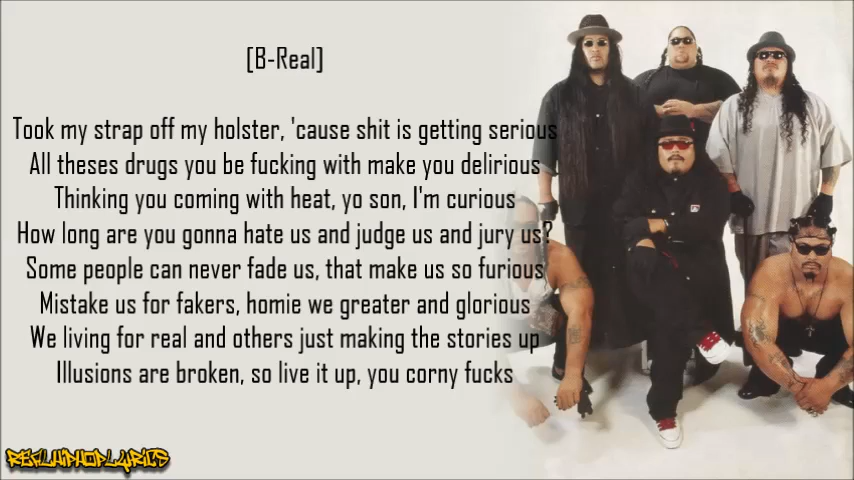 [B-Real]
Took my strap off my holster, 'cause shit is getting serious
All theses drugs you be fucking with make you delirious
Thinking you coming with heat, yo son, I'm curious
How long are you gonna hate us and judge us and jury us?
Some people can never fade us, that make us so furious
Mistake us for fakers, homie we greater and glorious
We living for real and others just making the stories up
Illusions are broken, so live it up, you corny fucks
REALHIPHOPLYRICS